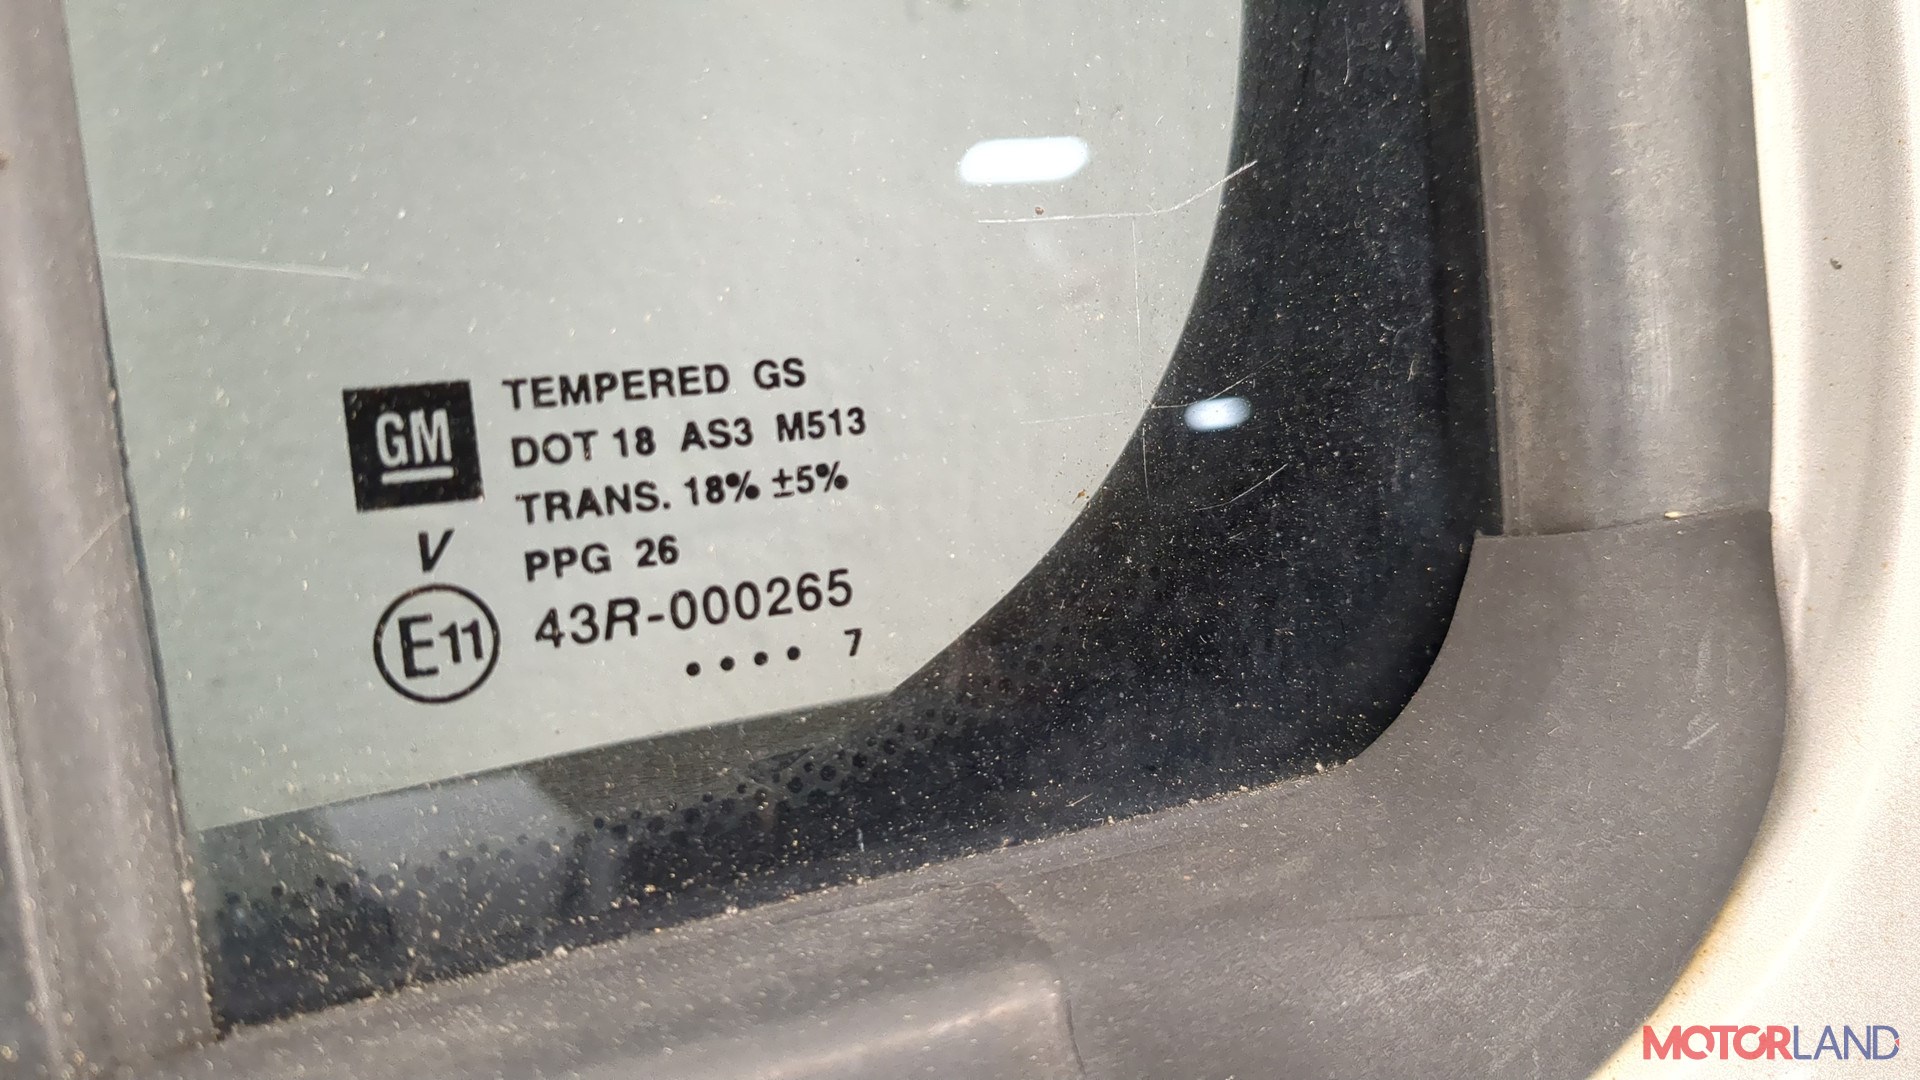 GM
TEMPERED GS
DOT 18 AS3 M513
TRANS. 18% ±5%
V
PPG 26
E11
43R-000265
•••• 7
MOTORLAND